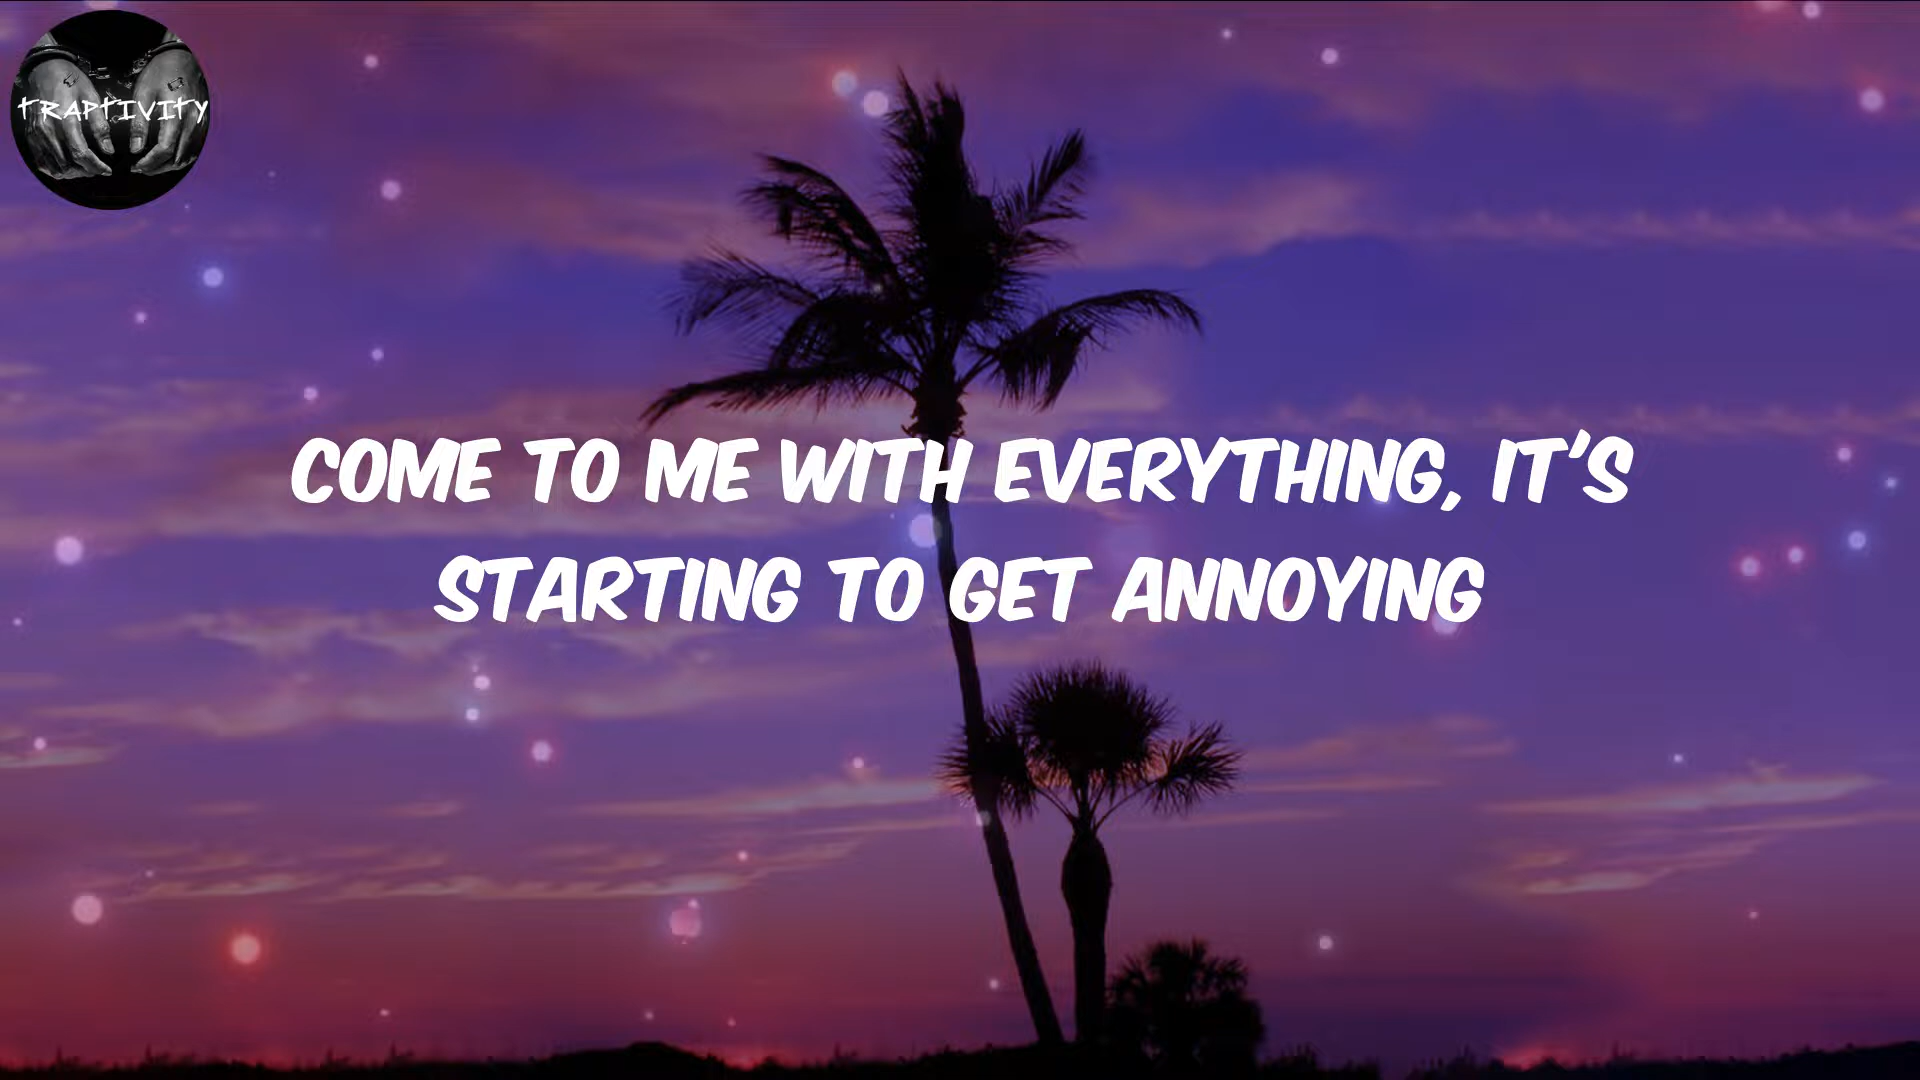 TRAPTIVITY
COME TO ME WITH EVERYTHING, IT'S
STARTING TO GET ANNOYING